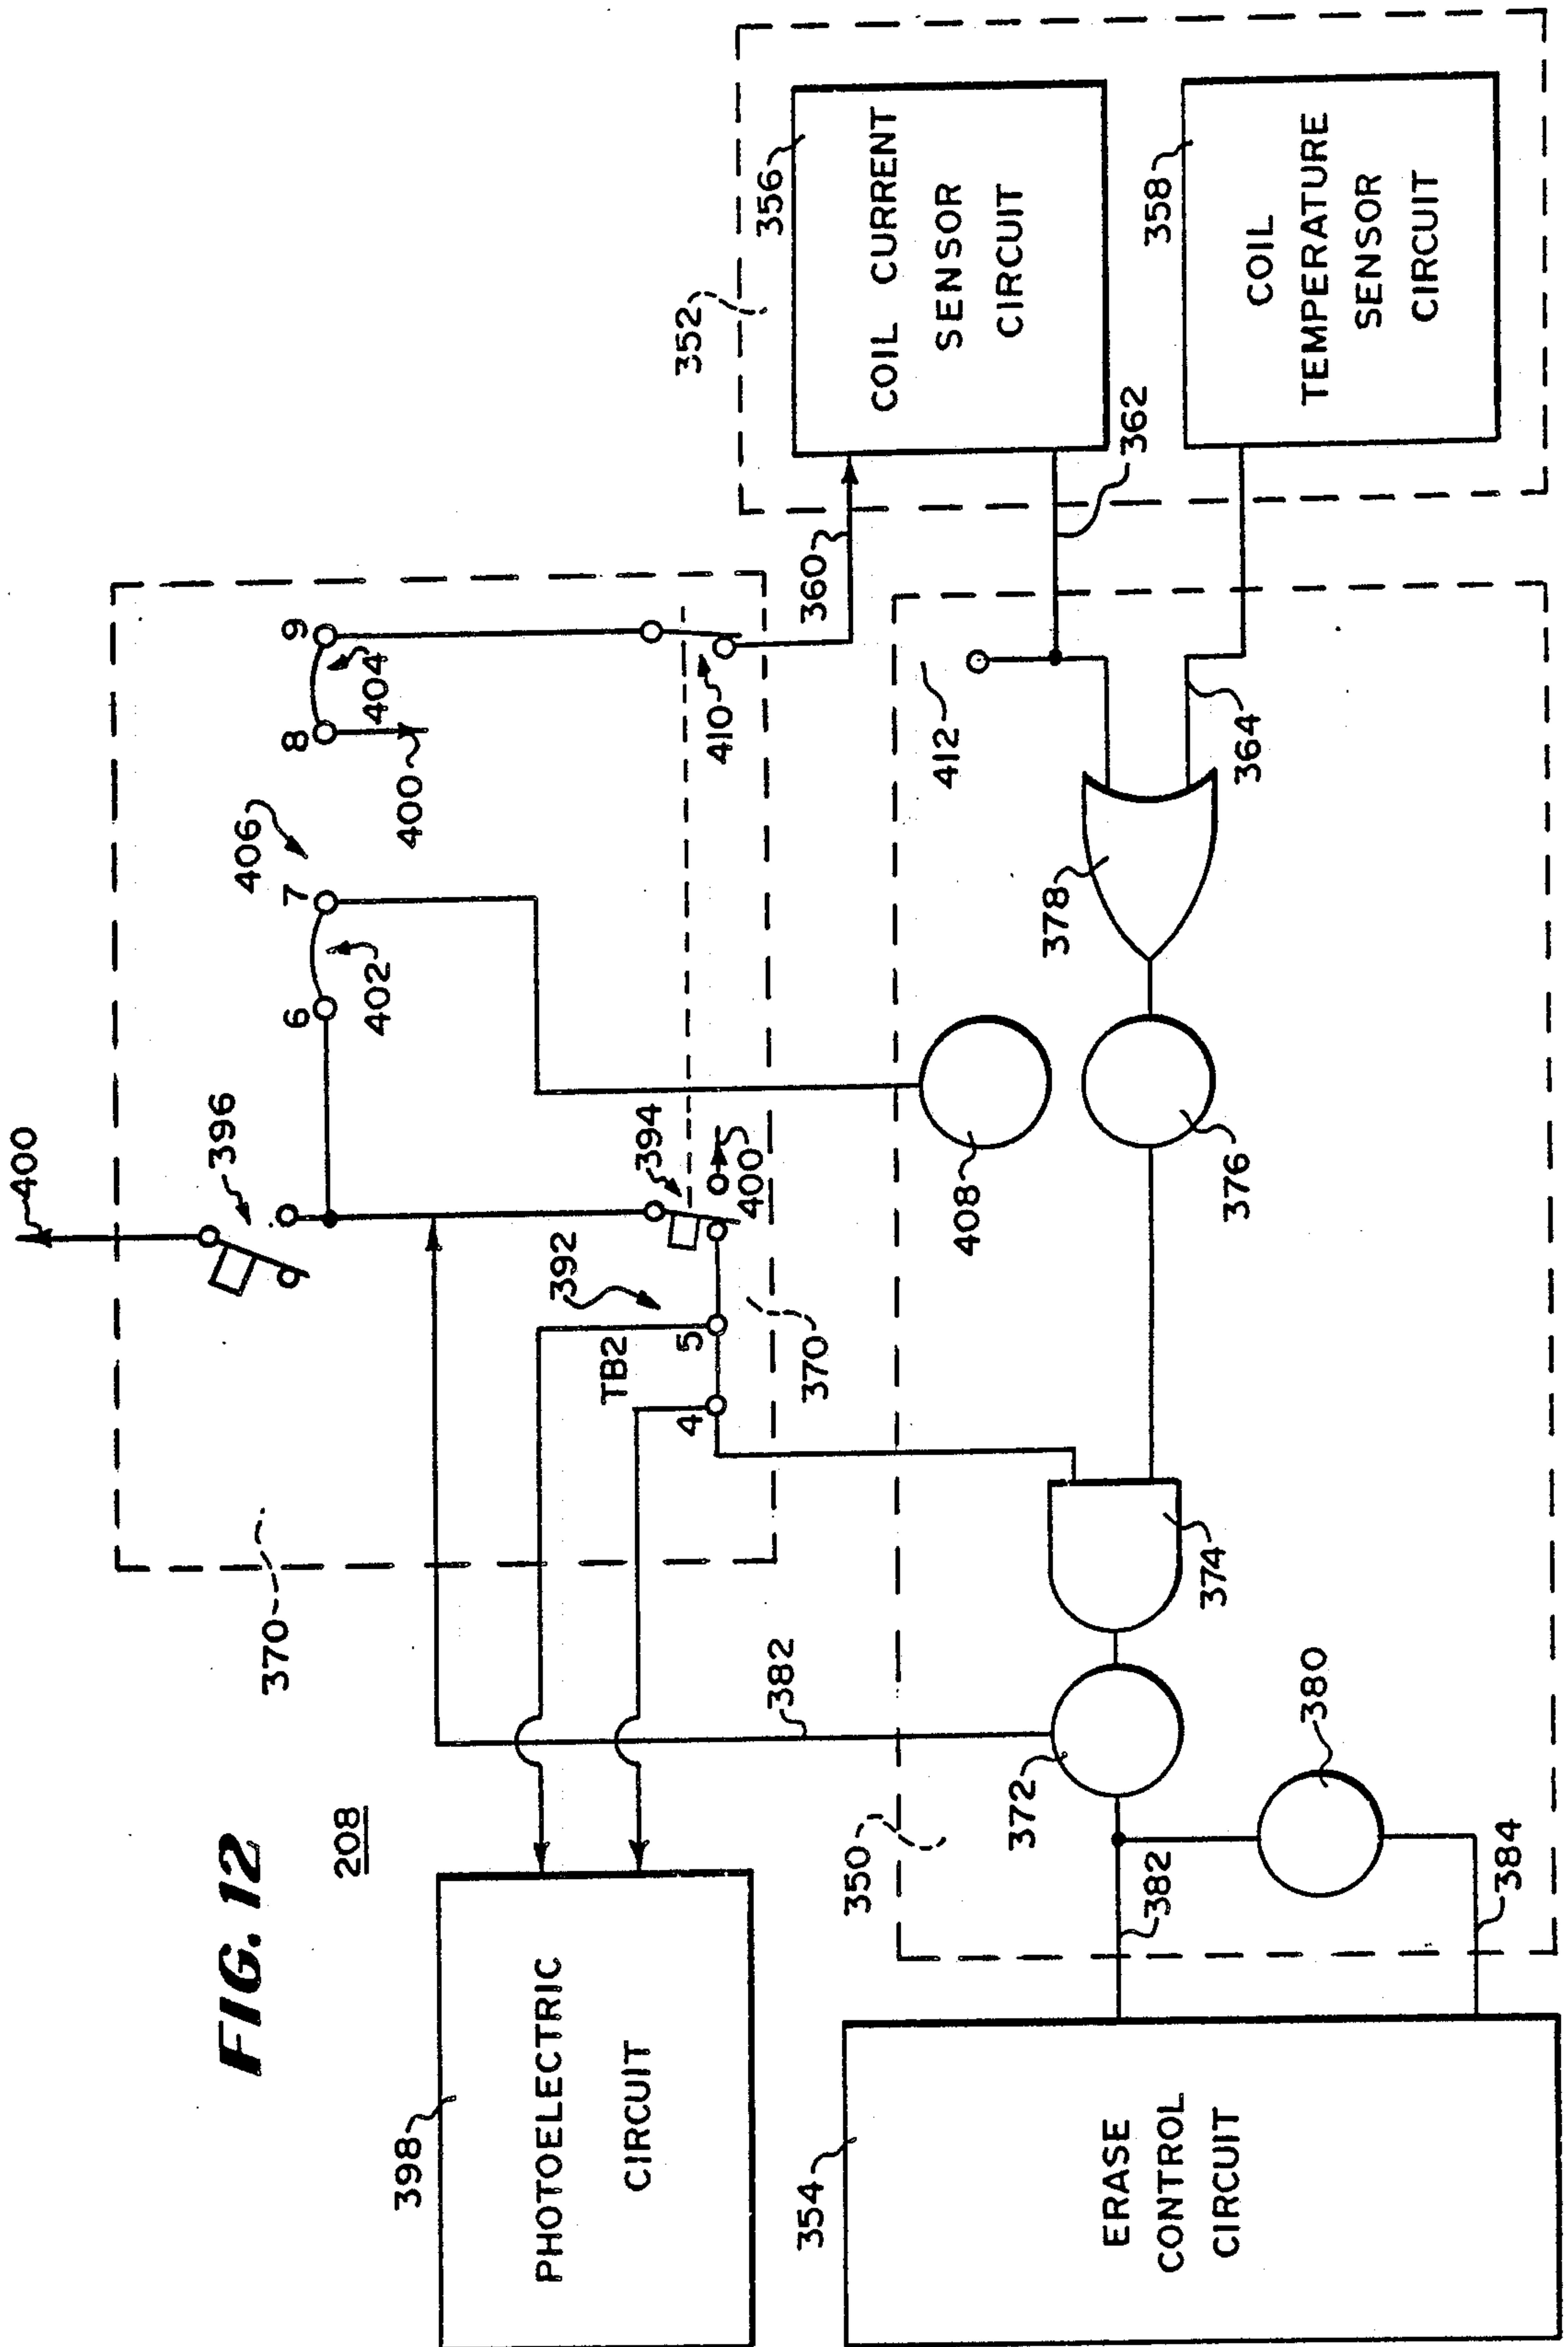 FIG. 12
208
398
PHOTOELECTRIC
CIRCUIT
354
ERASE
CONTROL
CIRCUIT
370
400
396
6
7
406
402
8
9
404
400
TB2
4
5
392
394
400
370
410
382
350
372
382
380
384
374
408
376
378
412
364
360
362
352
356
COIL CURRENT
SENSOR
CIRCUIT
358
COIL
TEMPERATURE
SENSOR
CIRCUIT